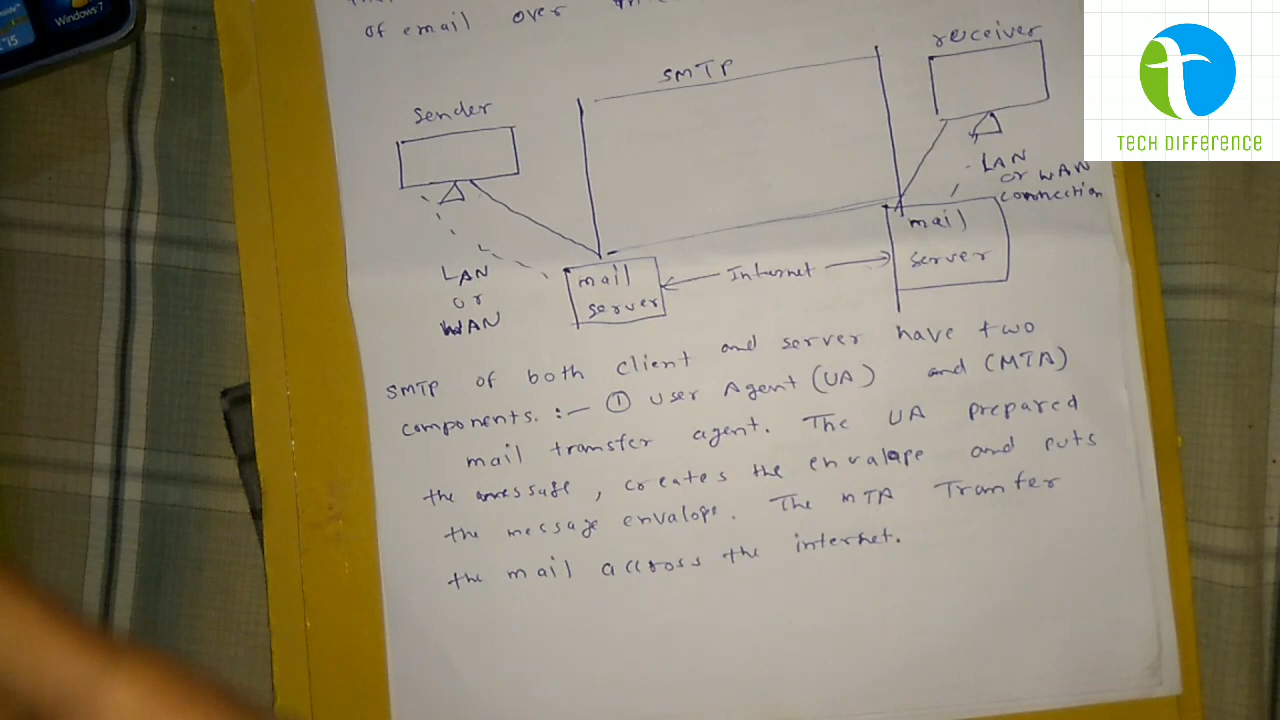 Windows 7
of email over
SMTP
receiver
TECH DIFFERENCE
sender
LAN
or WAN
connection
mail
server
LAN
or
WAN
mail
server
Internet
SMTP of both client and server have two
components. :- ① User Agent (UA) and (MTA)
mail transfer agent. The UA prepared
the message, creates the envalape and puts
the message envalope. The MTA Transfer
the mail accross the internet.